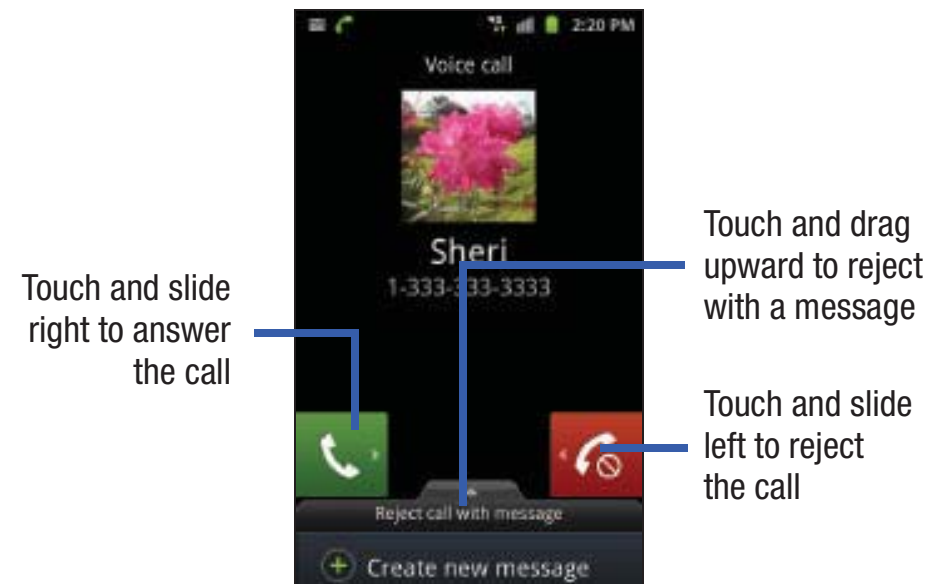 2:20 PM
Voice call
Sheri
1-333-333-3333
Touch and slide
right to answer
the call
Touch and drag
upward to reject
with a message
Touch and slide
left to reject
the call
Reject call with message
Create new message